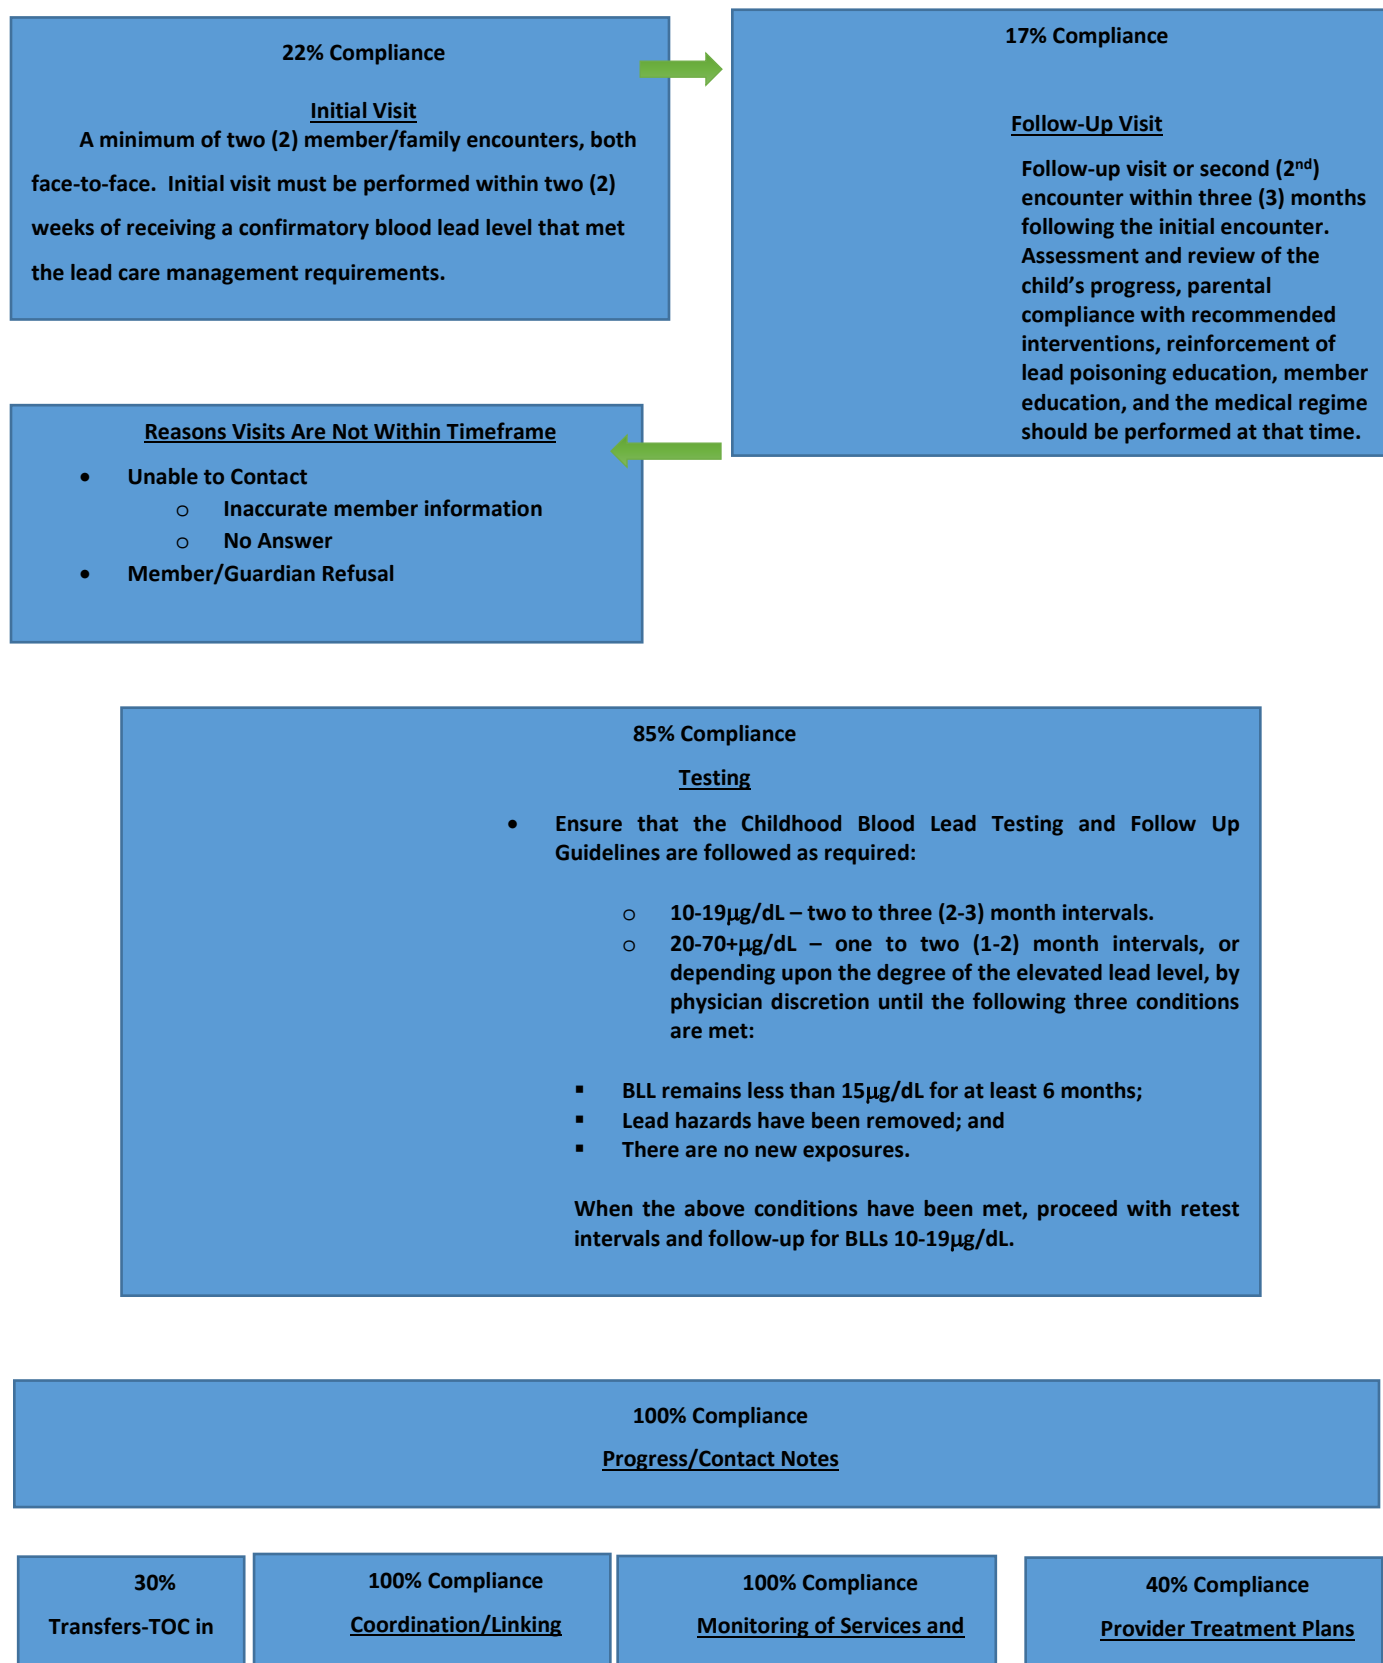 22% Compliance
Initial Visit
A minimum of two (2) member/family encounters, both
face-to-face. Initial visit must be performed within two (2)
weeks of receiving a confirmatory blood lead level that met
the lead care management requirements.
17% Compliance
Follow-Up Visit
Follow-up visit or second (2nd)
encounter within three (3) months
following the initial encounter.
Assessment and review of the
child’s progress, parental
compliance with recommended
interventions, reinforcement of
lead poisoning education, member
education, and the medical regime
should be performed at that time.
Reasons Visits Are Not Within Timeframe
• Unable to Contact
o Inaccurate member information
o No Answer
• Member/Guardian Refusal
85% Compliance
Testing
• Ensure that the Childhood Blood Lead Testing and Follow Up
Guidelines are followed as required:
o 10-19µg/dL – two to three (2-3) month intervals.
o 20-70+µg/dL – one to two (1-2) month intervals, or
depending upon the degree of the elevated lead level, by
physician discretion until the following three conditions
are met:
▪ BLL remains less than 15µg/dL for at least 6 months;
▪ Lead hazards have been removed; and
▪ There are no new exposures.
When the above conditions have been met, proceed with retest
intervals and follow-up for BLLs 10-19µg/dL.
100% Compliance
Progress/Contact Notes
30%
Transfers-TOC in
100% Compliance
Coordination/Linking
100% Compliance
Monitoring of Services and
40% Compliance
Provider Treatment Plans